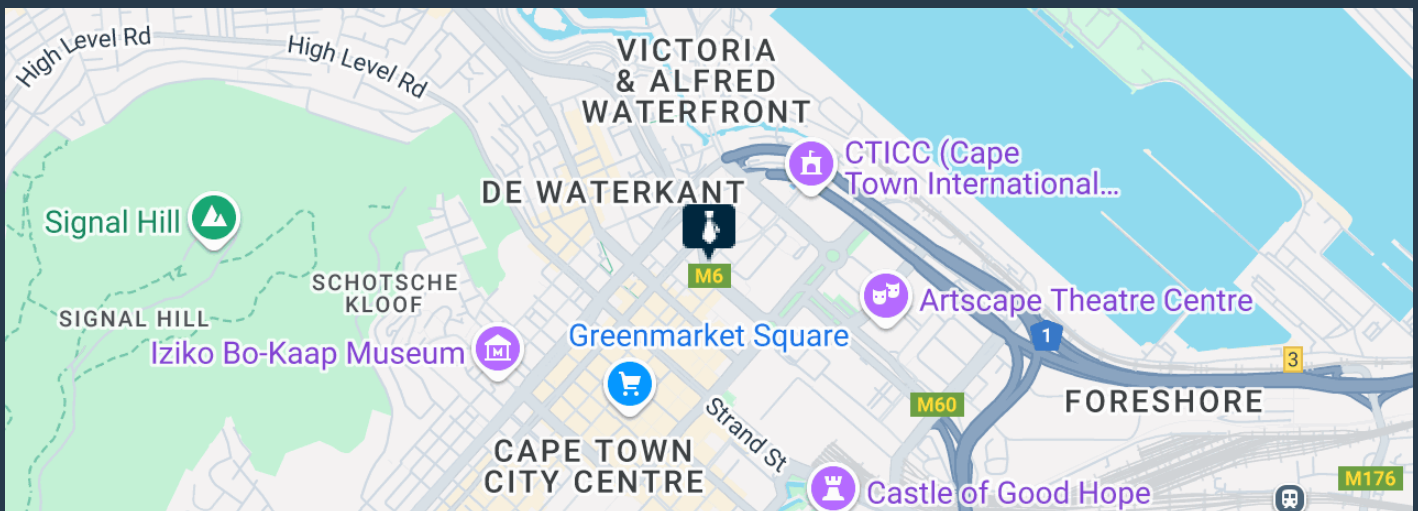 High Level Rd
High Level Rd
VICTORIA
& ALFRED
WATERFRONT
CTICC (Cape
Town International...
DE WATERKANT
Signal Hill
M6
SCHOTSCHE
KLOOF
SIGNAL HILL
Artscape Theatre Centre
Iziko Bo-Kaap Museum
M
Greenmarket Square
1
3
M60
FORESHORE
Strand St
CAPE TOWN
CITY CENTRE
Castle of Good Hope
M176